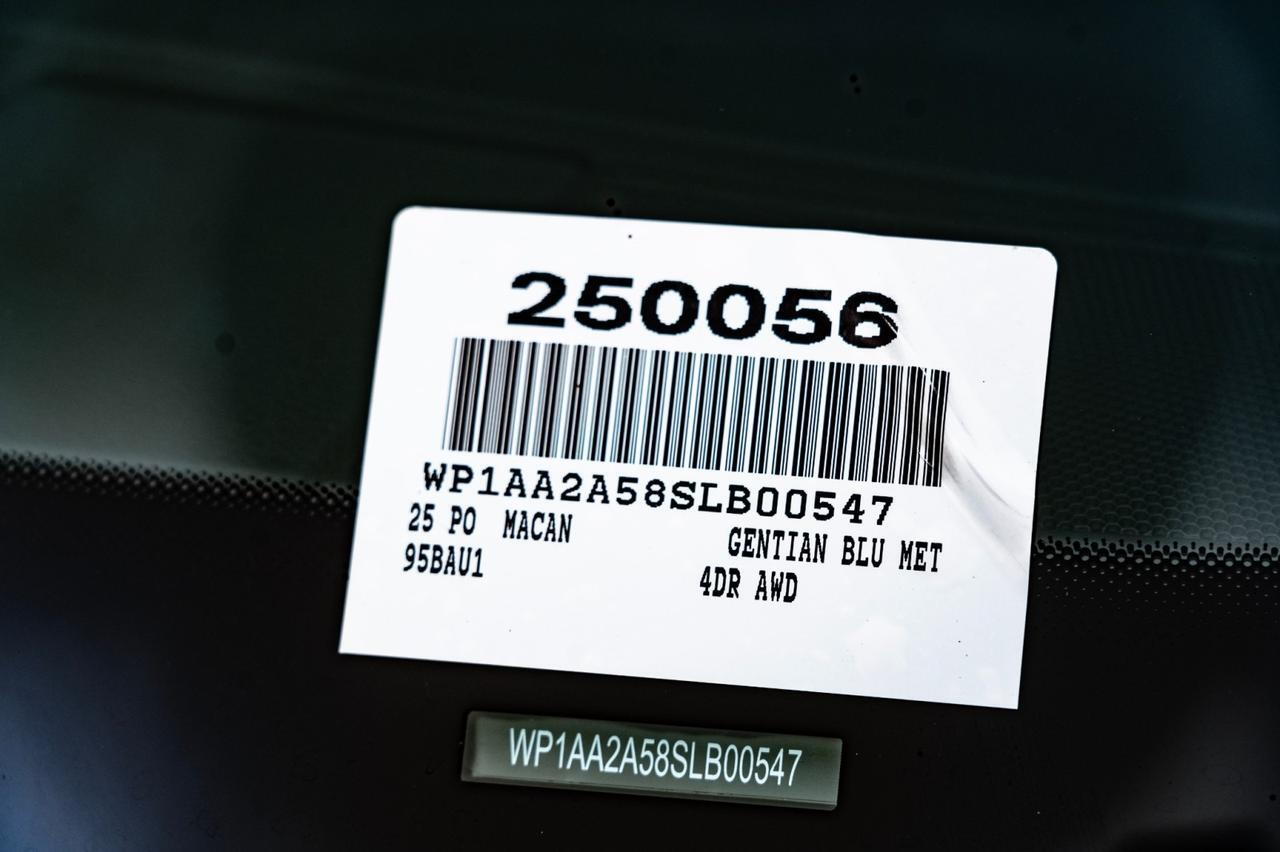 250056
WP1AA2A58SLB00547
25 PO MACAN GENTIAN BLU MET
95BAU1 4DR AWD
WP1AA2A58SLB00547